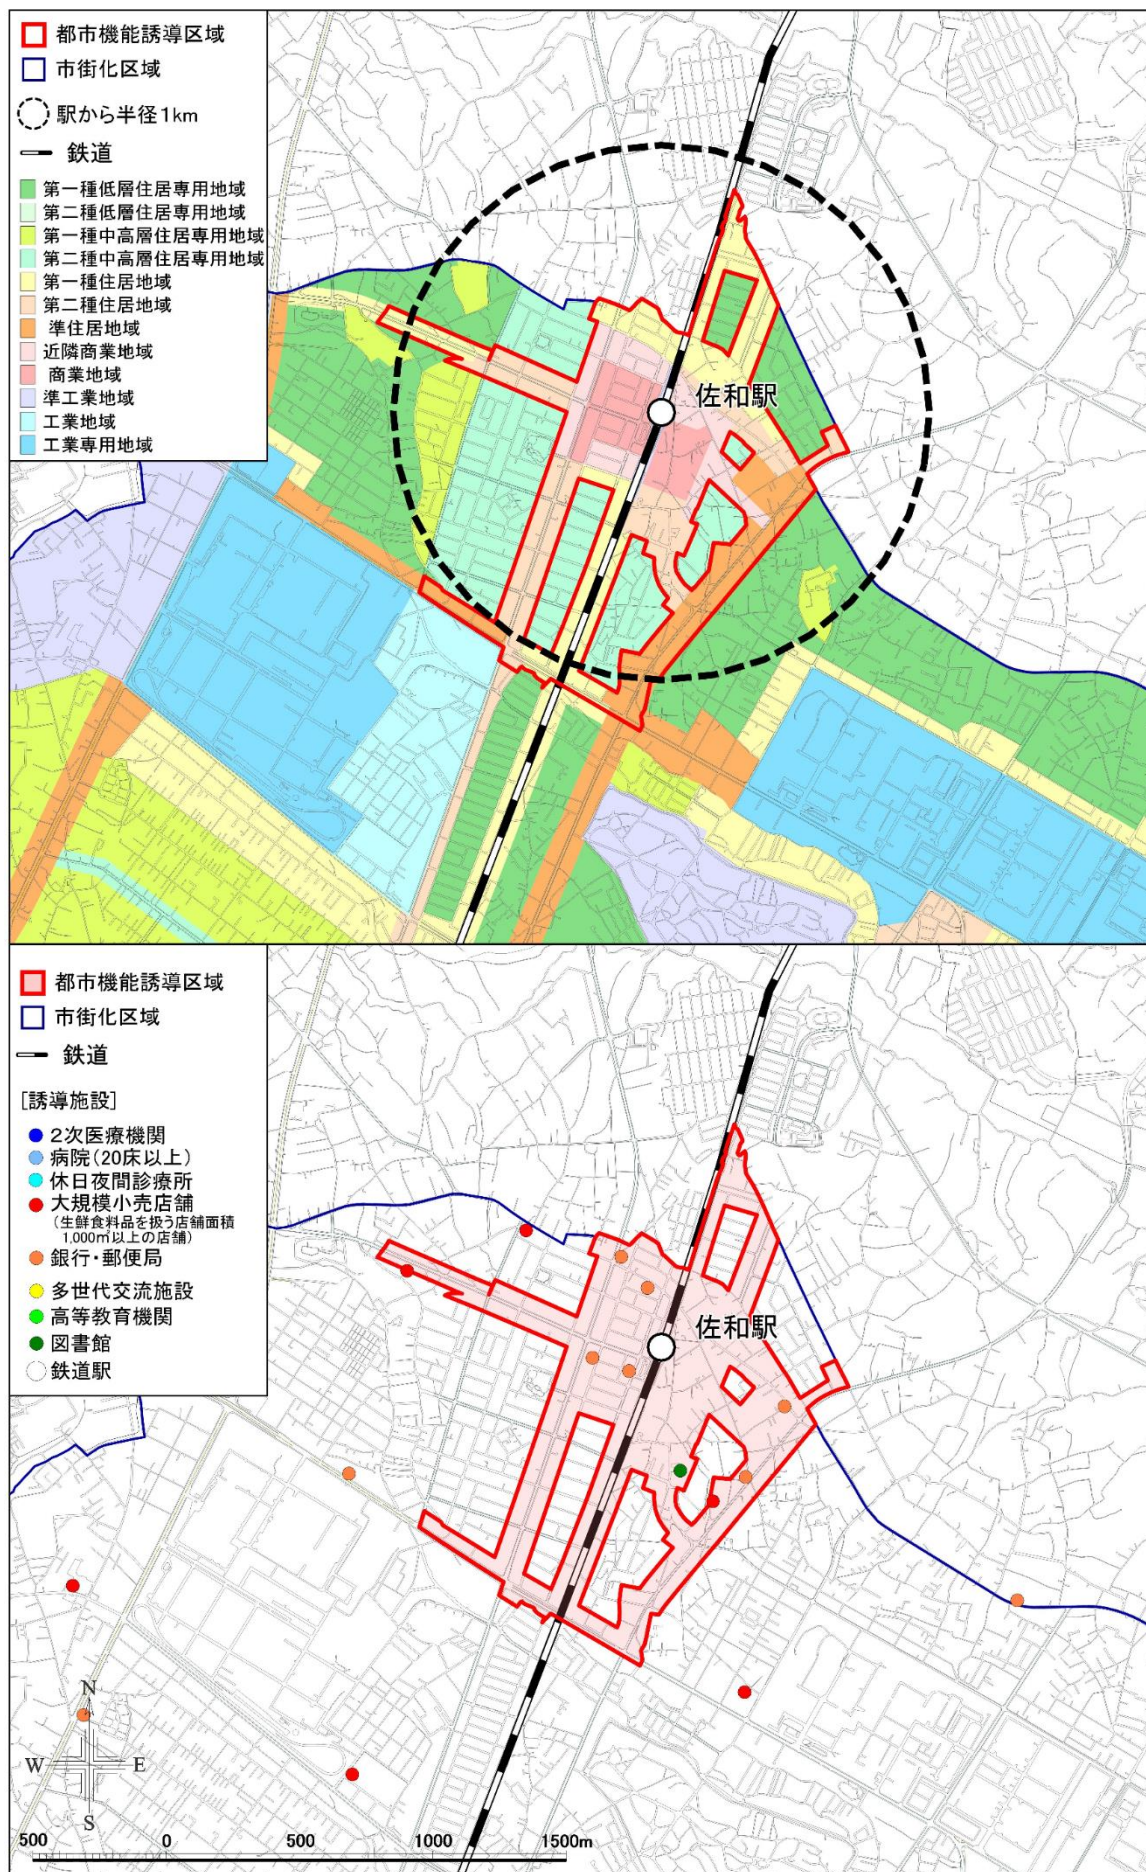 都市機能誘導区域
市街化区域
駅から半径1km
鉄道
第一種低層住居専用地域
第二種低層住居専用地域
第一種中高層住居専用地域
第二種中高層住居専用地域
第一種住居地域
第二種住居地域
準住居地域
近隣商業地域
商業地域
準工業地域
工業地域
工業専用地域
佐和駅
都市機能誘導区域
市街化区域
鉄道
[誘導施設]
2次医療機関
病院(20床以上)
休日夜間診療所
大規模小売店舗
(生鮮食料品を扱う店舗面積
1,000㎡以上の店舗)
銀行・郵便局
多世代交流施設
高等教育機関
図書館
鉄道駅
佐和駅
N
W E
S
500 0 500 1000 1500m